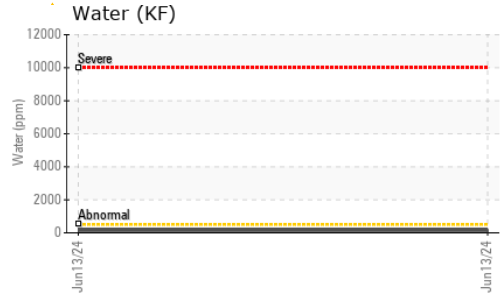 Water (KF)
12000
Severe
10000
8000
Water (ppm)
6000
4000
2000
Abnormal
0
Jun13/24
Jun13/24